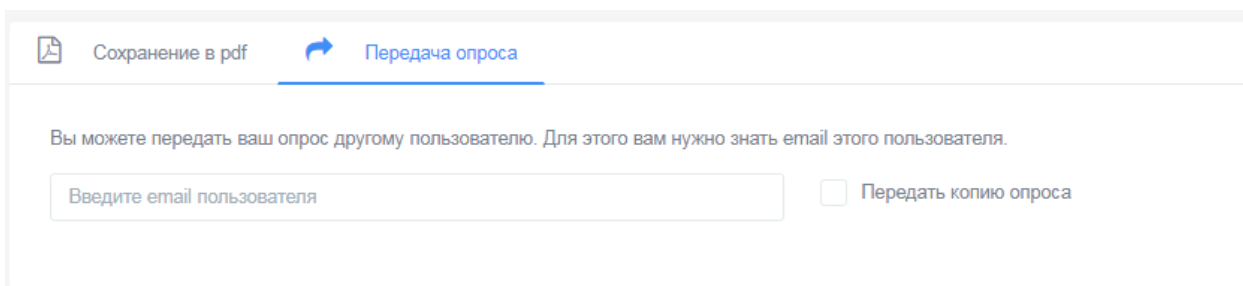 Сохранение в pdf Передача опроса
Вы можете передать ваш опрос другому пользователю. Для этого вам нужно знать email этого пользователя.
Введите email пользователя Передать копию опроса